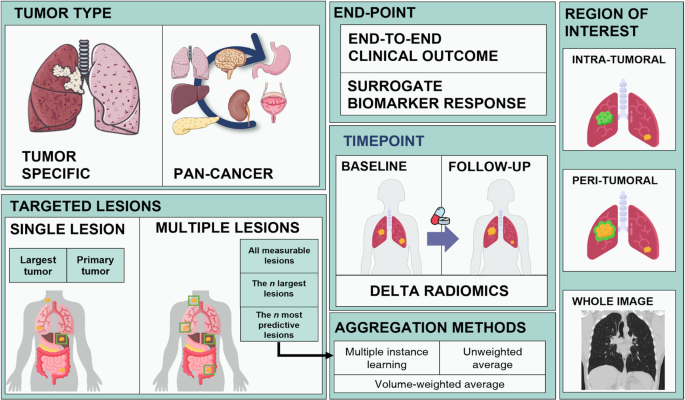 TUMOR TYPE
TUMOR
SPECIFIC
PAN-CANCER
TARGETED LESIONS
SINGLE LESION
Largest
tumor
Primary
tumor
MULTIPLE LESIONS
All measurable
lesions
The n largest
lesions
The n most
predictive
lesions
END-POINT
END-TO-END
CLINICAL OUTCOME
SURROGATE
BIOMARKER RESPONSE
TIMEPOINT
BASELINE
FOLLOW-UP
DELTA RADIOMICS
AGGREGATION METHODS
Multiple instance
learning
Unweighted
average
Volume-weighted average
REGION OF
INTEREST
INTRA-TUMORAL
PERI-TUMORAL
WHOLE IMAGE